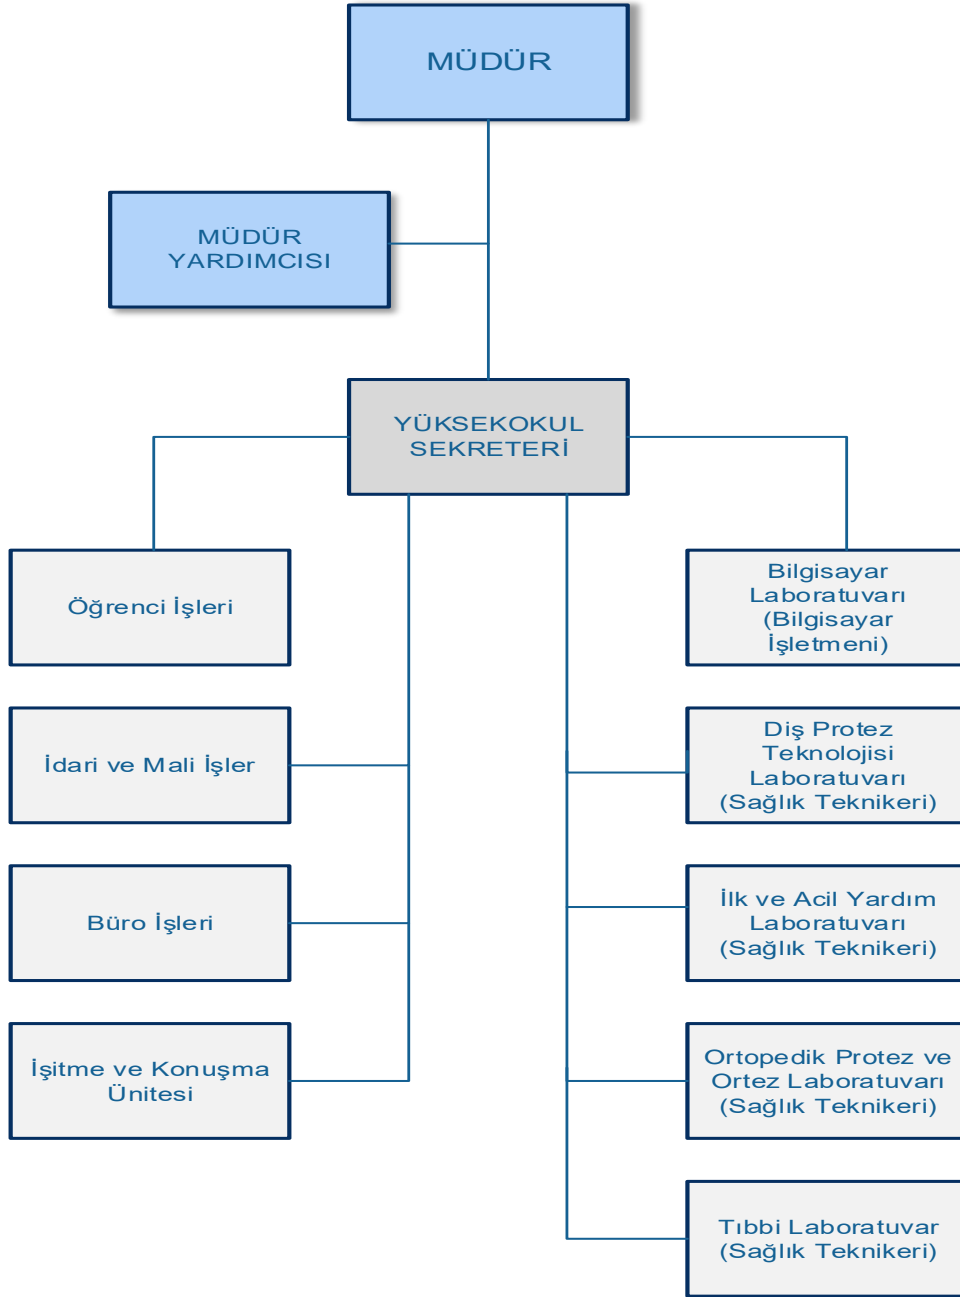 MÜDÜR
MÜDÜR
YARDIMCISI
YÜKSEKOKUL
SEKRETERİ
Öğrenci İşleri
İdari ve Mali İşler
Büro İşleri
İşitme ve Konuşma
Ünitesi
Bilgisayar
Laboratuvarı
(Bilgisayar
İşletmeni)
Diş Protez
Teknolojisi
Laboratuvarı
(Sağlık Teknikeri)
İlk ve Acil Yardım
Laboratuvarı
(Sağlık Teknikeri)
Ortopedik Protez ve
Ortez Laboratuvarı
(Sağlık Teknikeri)
Tıbbi Laboratuvar
(Sağlık Teknikeri)